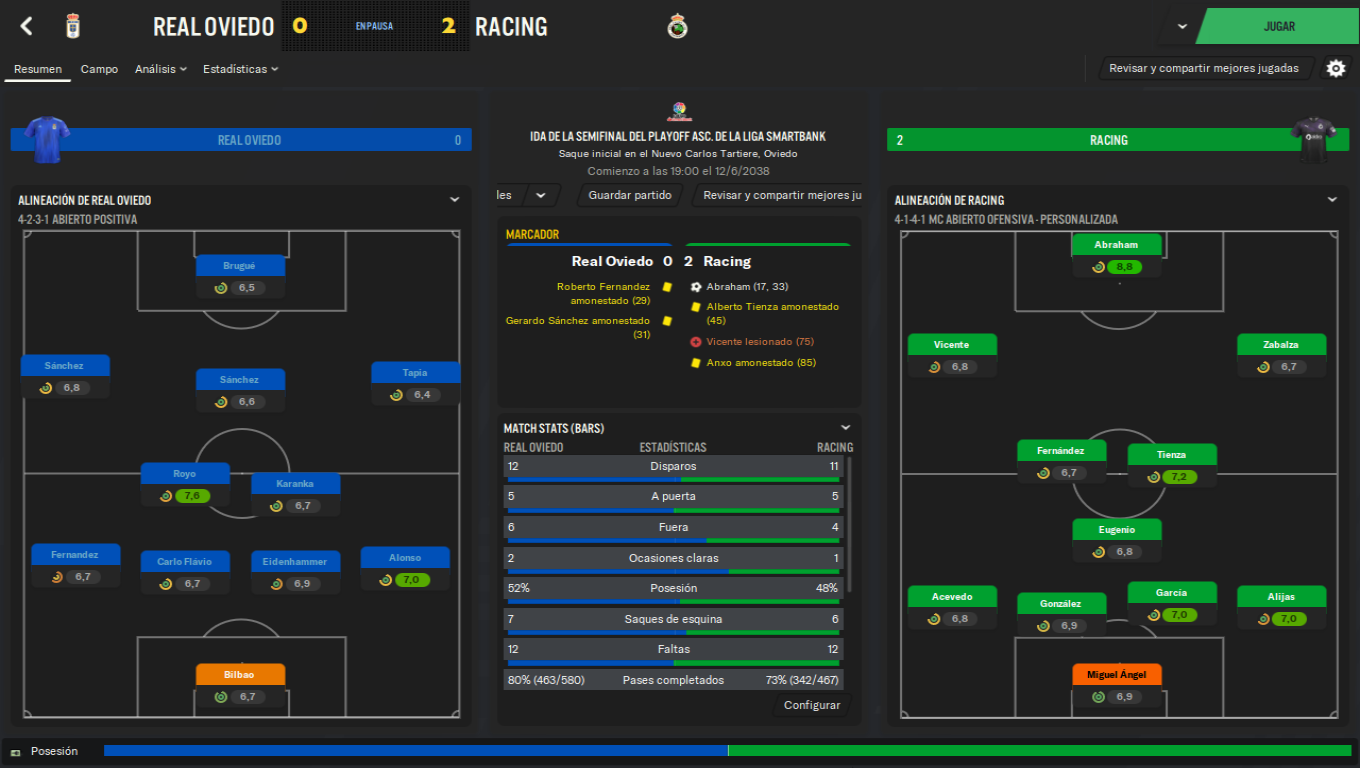 REAL OVIEDO 0 EN PAUSA 2 RACING
JUGAR
Resumen Campo Análisis Estadísticas
Revisar y compartir mejores jugadas
REAL OVIEDO 0
ALINEACIÓN DE REAL OVIEDO
4-2-3-1 ABIERTO POSITIVA
Brugué
6,5
Sánchez
6,8
Sánchez
6,6
Tapia
6,4
Royo
7,6
Karanka
6,7
Fernandez
6,7
Carlo Flávio
6,7
Eidenhammer
6,9
Alonso
7,0
Bilbao
6,7
IDA DE LA SEMIFINAL DEL PLAYOFF ASC. DE LA LIGA SMARTBANK
Saque inicial en el Nuevo Carlos Tartiere, Oviedo
Comienzo a las 19:00 el 12/6/2038
les Guardar partido Revisar y compartir mejores ju
MARCADOR
Real Oviedo 0 2 Racing
Roberto Fernandez
amonestado (29)
Gerardo Sánchez amonestado
(31)
Abraham (17, 33)
Alberto Tienza amonestado
(45)
Vicente lesionado (75)
Anxo amonestado (85)
MATCH STATS (BARS)
REAL OVIEDO ESTADÍSTICAS RACING
12 Disparos 11
5 A puerta 5
6 Fuera 4
2 Ocasiones claras 1
52% Posesión 48%
7 Saques de esquina 6
12 Faltas 12
80% (463/580) Pases completados 73% (342/467)
Configurar
2 RACING
ALINEACIÓN DE RACING
4-1-4-1 MC ABIERTO OFENSIVA - PERSONALIZADA
Abraham
8,8
Vicente
6,8
Zabalza
6,7
Fernández
6,7
Tienza
7,2
Eugenio
6,8
Acevedo
6,8
González
6,9
García
7,0
Alijas
7,0
Miguel Ángel
6,9
Posesión